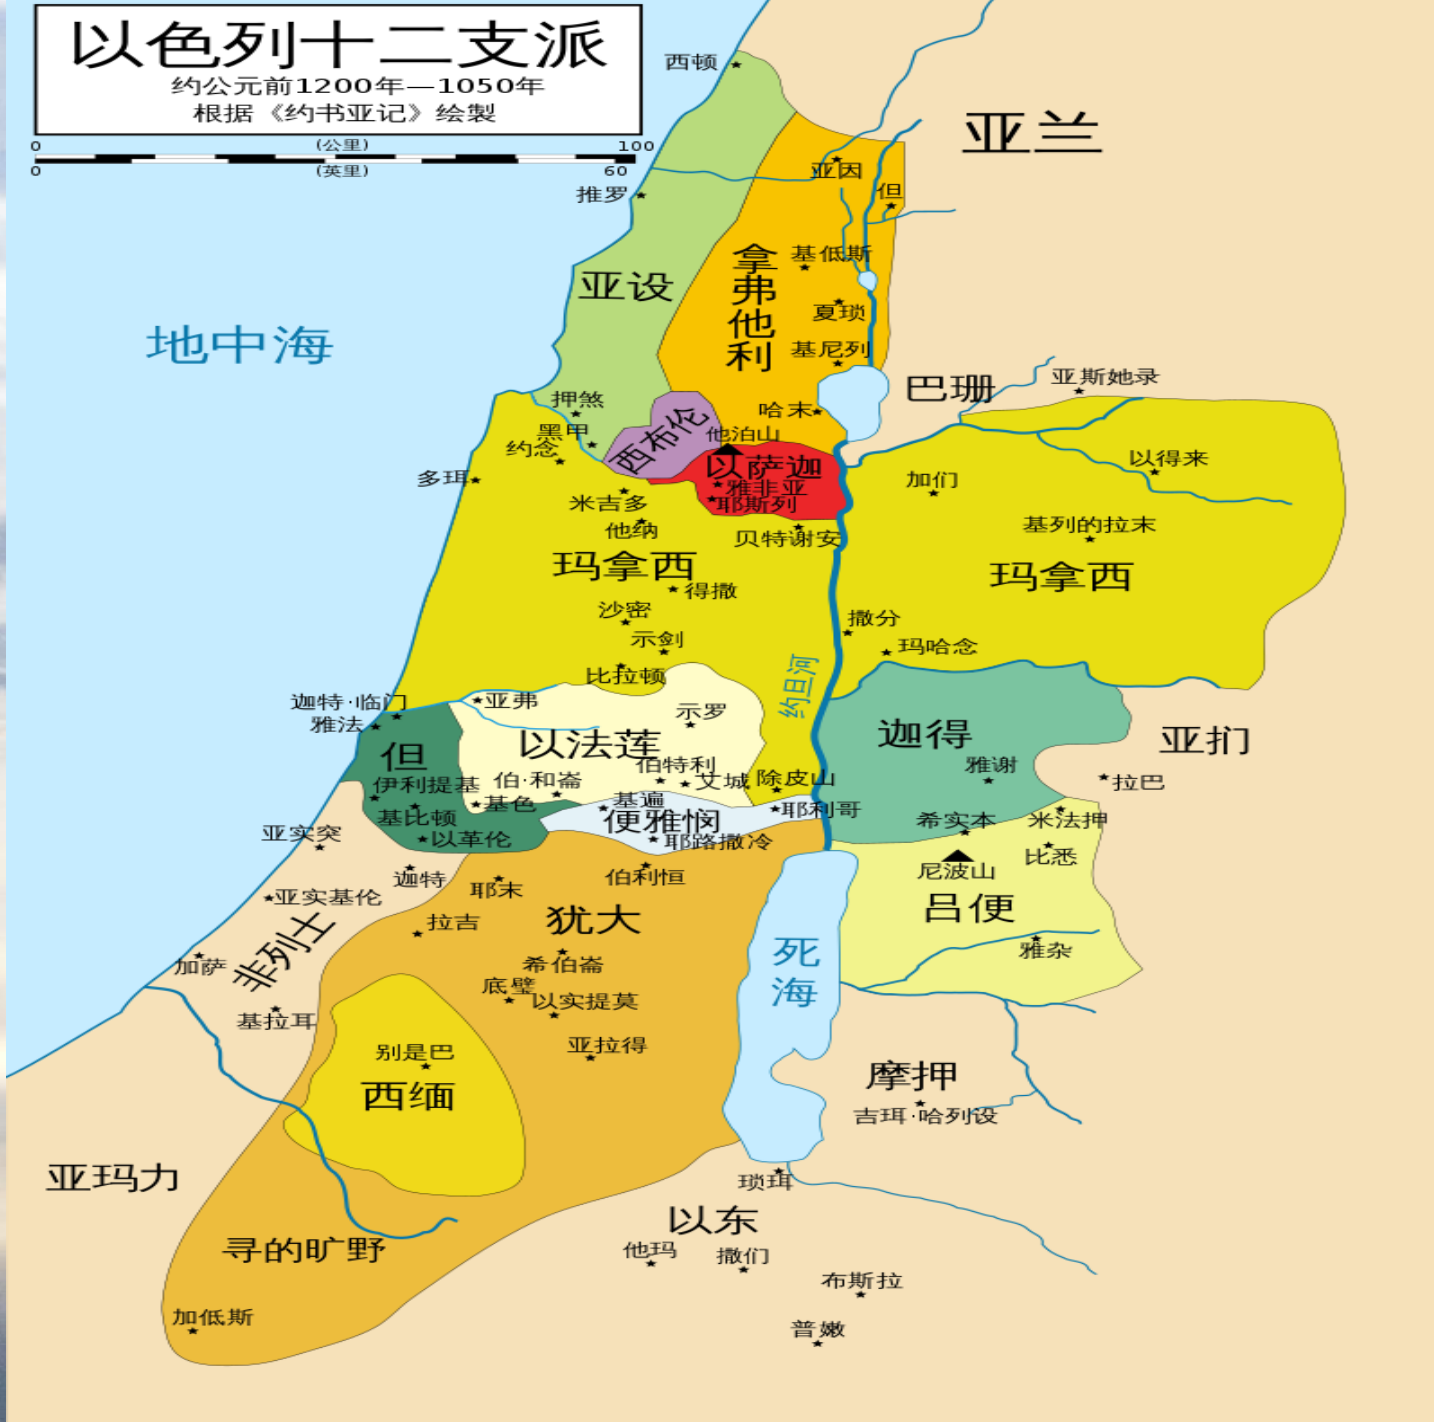 以色列十二支派
约公元前1200年—1050年
根据《约书亚记》绘製
0 (公里) 100
0 (英里) 60
西顿
亚兰
亚因
推罗
但
拿弗他利
基低斯
亚设
夏琐
地中海
基尼列
巴珊
亚斯她录
押煞
哈末
西布伦
黑甲
他泊山
约念
以萨迦
多珥
加们
以得来
雅非亚
米吉多
耶斯列
他纳
贝特谢安
基列的拉末
玛拿西
玛拿西
得撒
沙密
撒分
示剑
玛哈念
比拉顿
约旦河
迦特·临门
亚弗
雅法
示罗
但
以法莲
迦得
亚扪
伯特利
雅谢
伊利提基
伯·和崙
艾城
除皮山
拉巴
基色
基遍
耶利哥
基比顿
便雅悯
希实本
米法押
亚实突
以革伦
耶路撒冷
比悉
迦特
伯利恒
尼波山
耶末
亚实基伦
吕便
拉吉
犹大
非列士
死海
雅杂
加萨
希伯崙
底璧
以实提莫
基拉耳
亚拉得
别是巴
西缅
摩押
吉珥·哈列设
亚玛力
琐珥
以东
寻的旷野
他玛
撒们
布斯拉
加低斯
普嫩